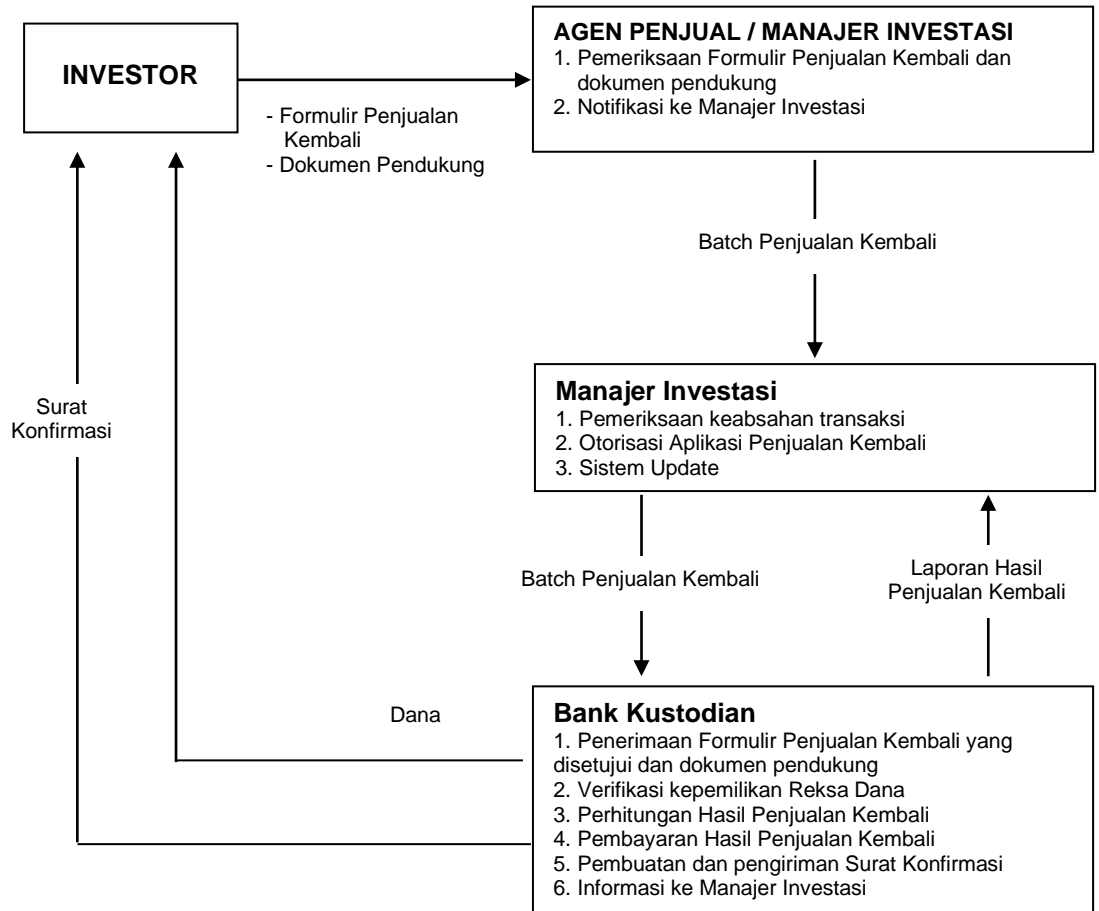 INVESTOR
- Formulir Penjualan
Kembali
- Dokumen Pendukung
AGEN PENJUAL / MANAJER INVESTASI
1. Pemeriksaan Formulir Penjualan Kembali dan
dokumen pendukung
2. Notifikasi ke Manajer Investasi
Batch Penjualan Kembali
Manajer Investasi
1. Pemeriksaan keabsahan transaksi
2. Otorisasi Aplikasi Penjualan Kembali
3. Sistem Update
Surat
Konfirmasi
Batch Penjualan Kembali
Laporan Hasil
Penjualan Kembali
Dana
Bank Kustodian
1. Penerimaan Formulir Penjualan Kembali yang
disetujui dan dokumen pendukung
2. Verifikasi kepemilikan Reksa Dana
3. Perhitungan Hasil Penjualan Kembali
4. Pembayaran Hasil Penjualan Kembali
5. Pembuatan dan pengiriman Surat Konfirmasi
6. Informasi ke Manajer Investasi